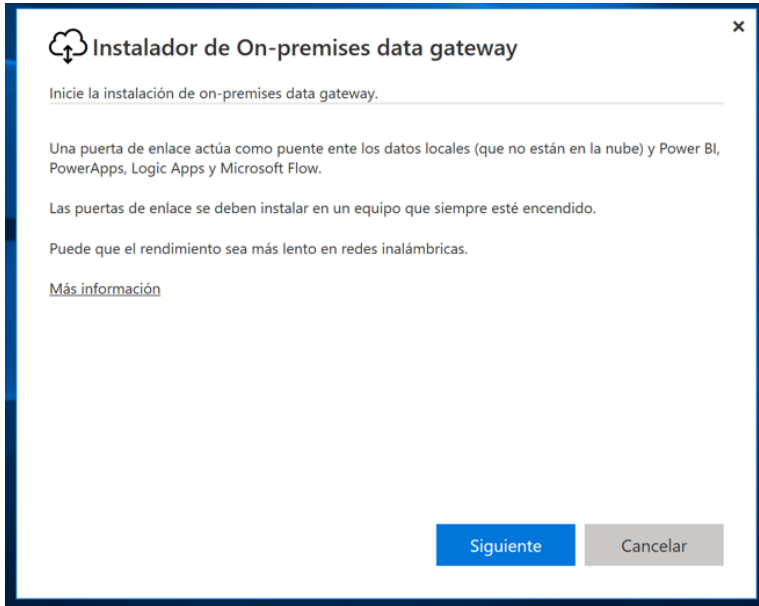 Instalador de On-premises data gateway
Inicie la instalación de on-premises data gateway.
Una puerta de enlace actúa como puente ente los datos locales (que no están en la nube) y Power BI,
PowerApps, Logic Apps y Microsoft Flow.
Las puertas de enlace se deben instalar en un equipo que siempre esté encendido.
Puede que el rendimiento sea más lento en redes inalámbricas.
Más información
Siguiente
Cancelar